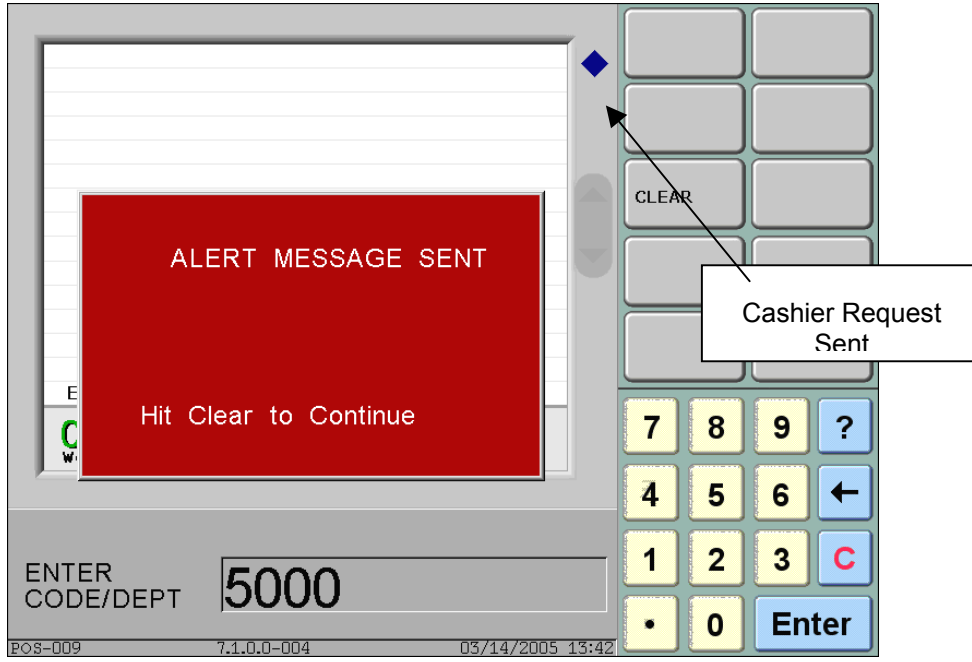 CLEAR
ALERT MESSAGE SENT
Cashier Request
Sent
E
Hit Clear to Continue
7 8 9 ?
4 5 6 ←
1 2 3 C
ENTER
CODE/DEPT 5000
• 0 Enter
POS-009 7.1.0.0-004 03/14/2005 13:42